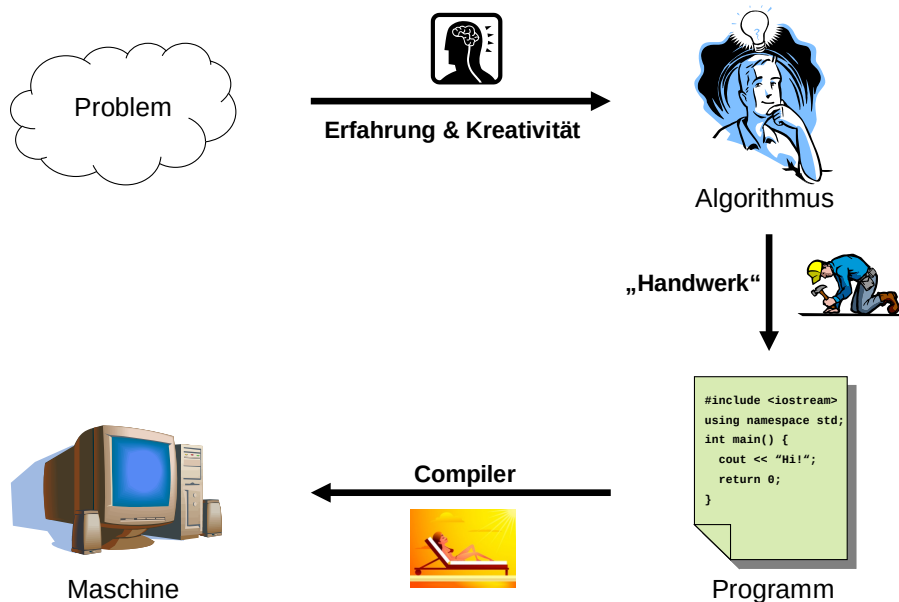 Problem
Erfahrung & Kreativität
Algorithmus
„Handwerk“
#include <iostream>
using namespace std;
int main() {
cout << “Hi!“;
return 0;
}
Programm
Compiler
Maschine